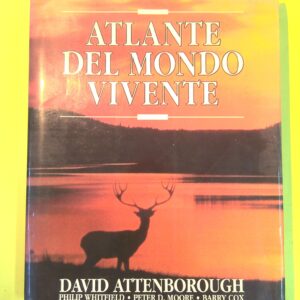 ATLANTE
DEL MONDO
VIVENTE
DAVID ATTENBOROUGH
PHILIP WHITFIELD • PETER D. MOORE • BARRY COX